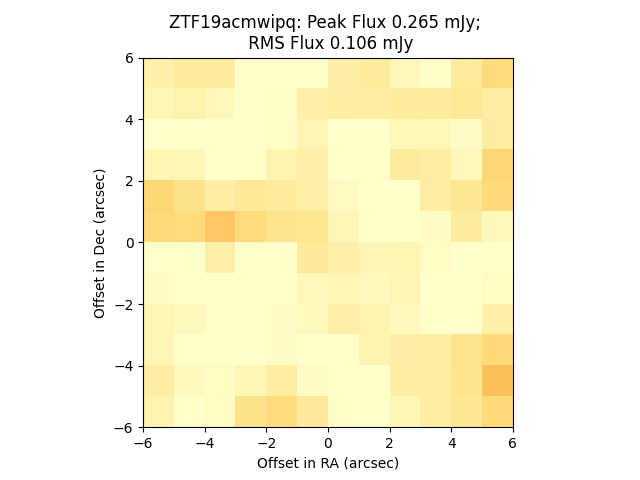 ZTF19acmwipq: Peak Flux 0.265 mJy;
RMS Flux 0.106 mJy
6
4
2
0
−2
−4
−6
Offset in Dec (arcsec)
−6 −4 −2 0 2 4 6
Offset in RA (arcsec)